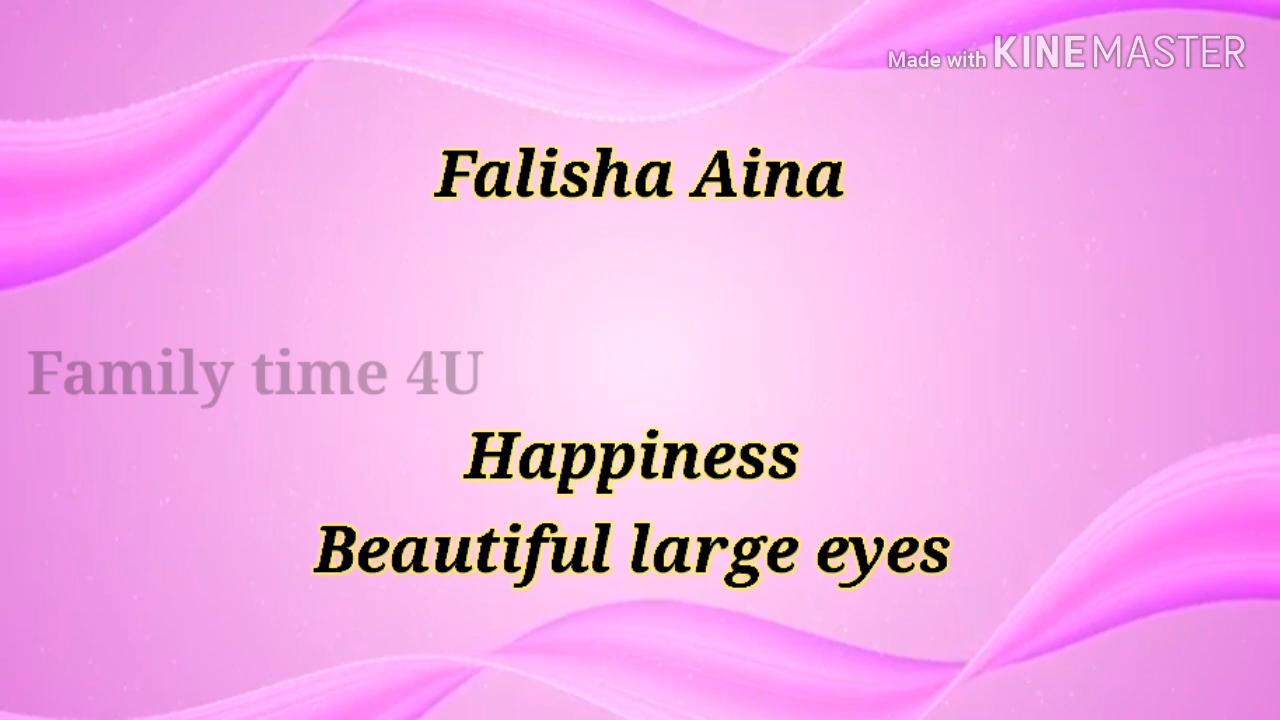 Made with KINEMASTER
Falisha Aina
Family time 4U
Happiness
Beautiful large eyes